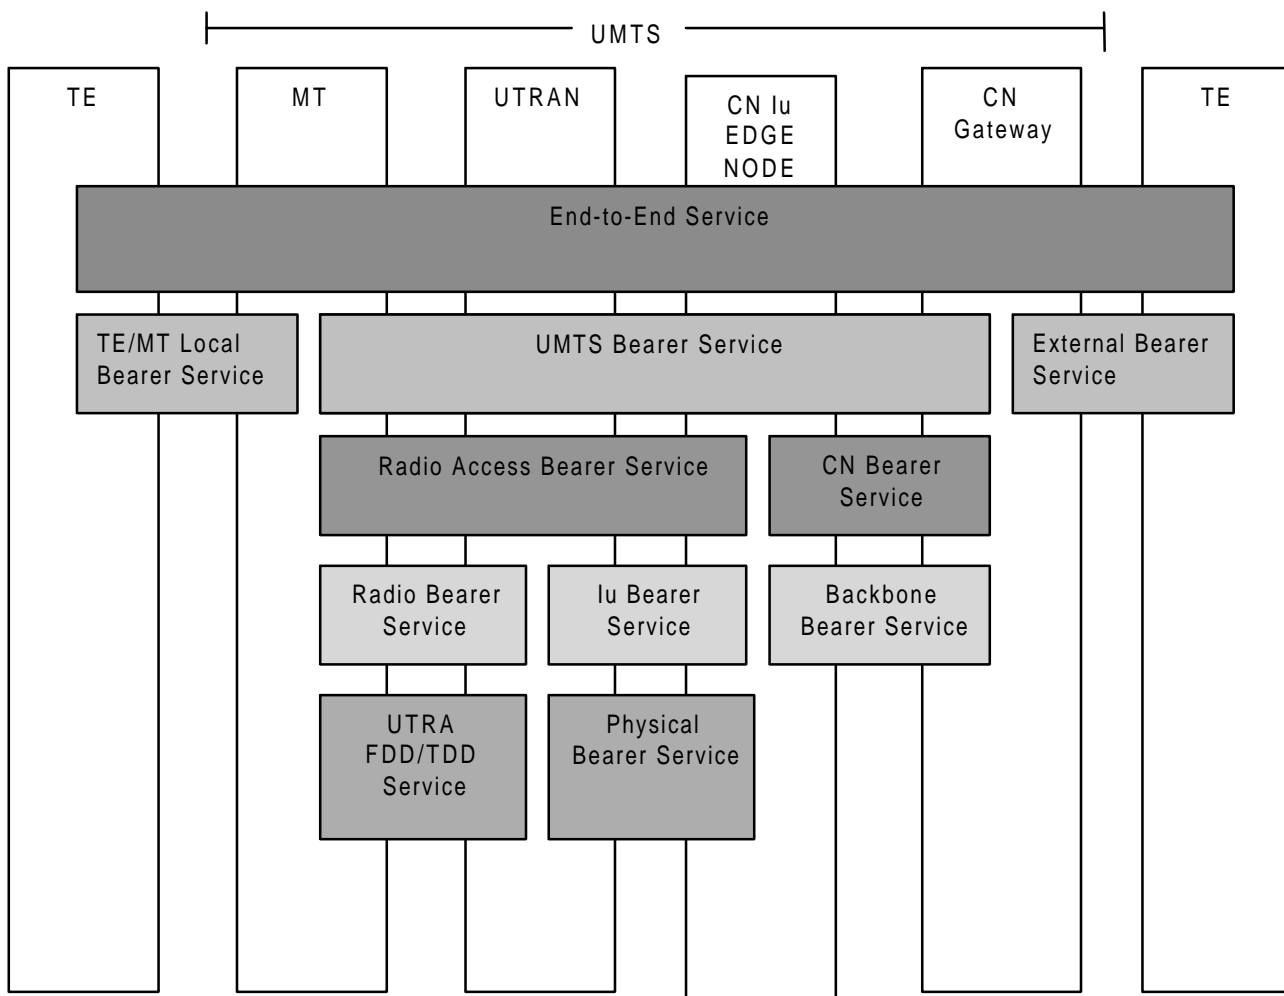 UMTS
TE
MT
UTRAN
CN Iu
EDGE
NODE
CN
Gateway
TE
End-to-End Service
TE/MT Local
Bearer Service
UMTS Bearer Service
External Bearer
Service
Radio Access Bearer Service
CN Bearer
Service
Radio Bearer
Service
Iu Bearer
Service
Backbone
Bearer Service
UTRA
FDD/TDD
Service
Physical
Bearer Service